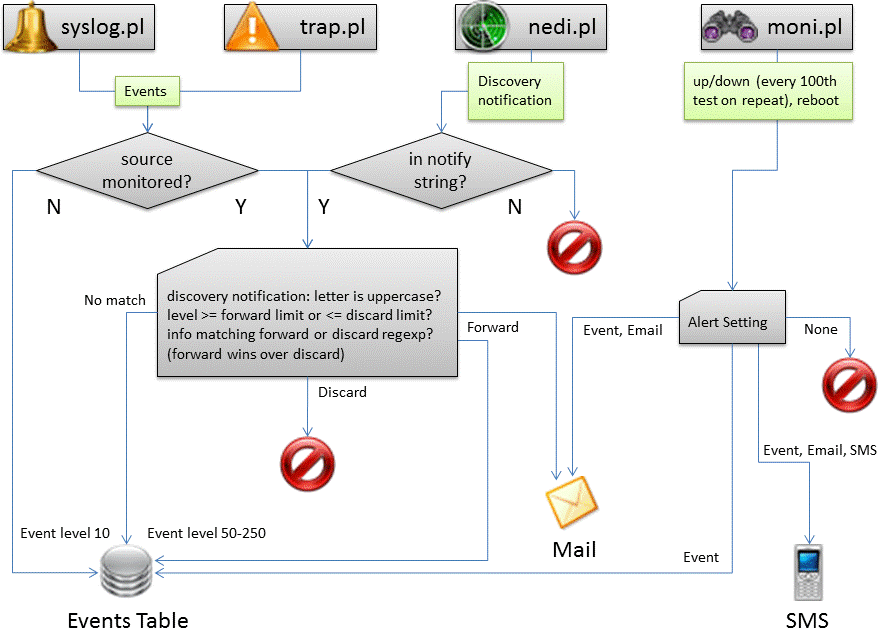 syslog.pl
trap.pl
nedi.pl
moni.pl
Events
Discovery
notification
up/down (every 100th
test on repeat), reboot
source
monitored?
in notify
string?
N
Y
Y
N
No match
discovery notification: letter is uppercase?
level >= forward limit or <= discard limit?
info matching forward or discard regexp?
(forward wins over discard)
Forward
Event, Email
Alert Setting
None
Discard
Event, Email, SMS
Event level 10
Event level 50-250
Mail
Event
Events Table
SMS